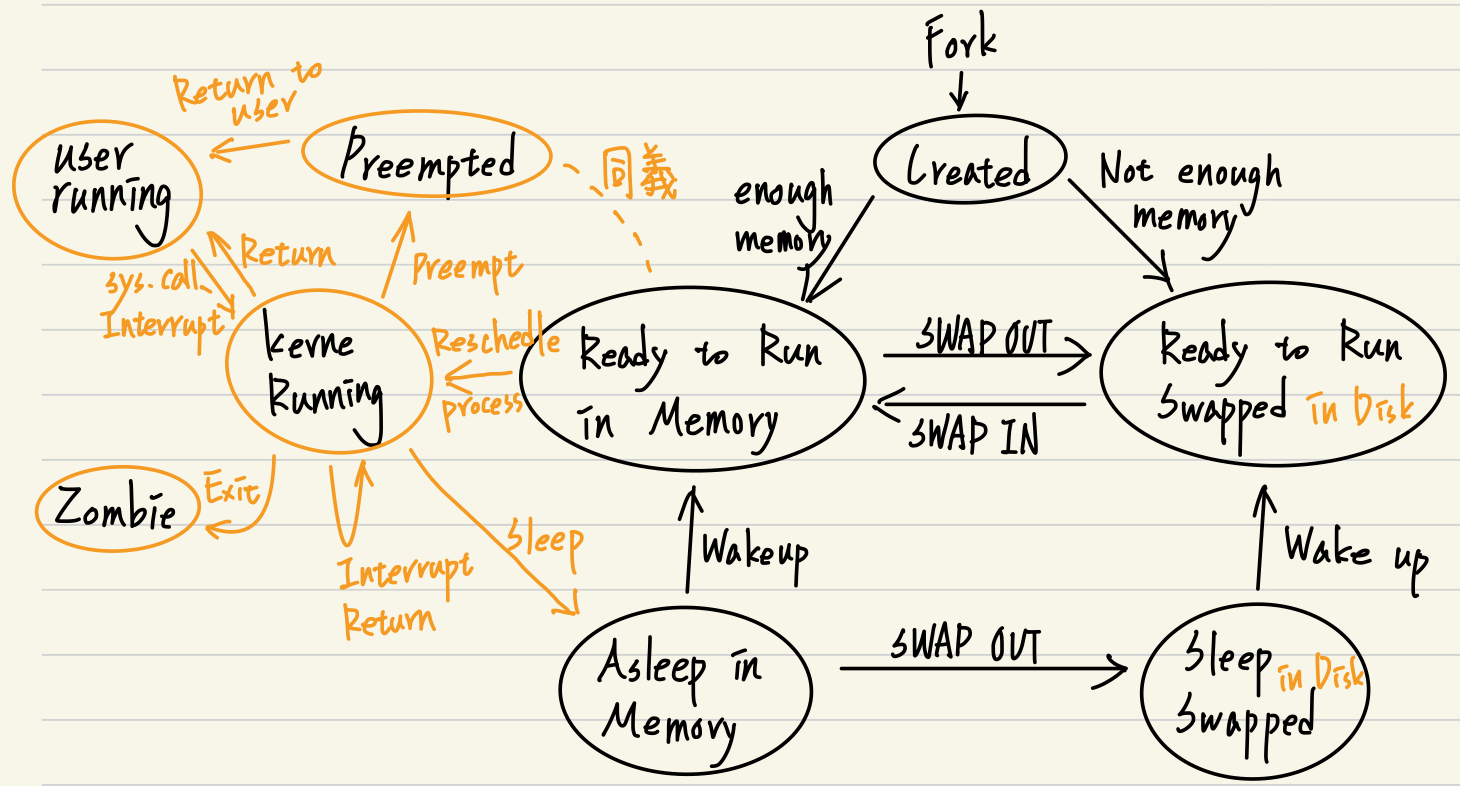 Fork
Created
enough
memory
Not enough
memory
Return to
user
user
running
Preempted
同義
Return
sys.call.
Interrupt
Preempt
kerne
Running
Reschedle
process
Ready to Run
in Memory
SWAP OUT
SWAP IN
Ready to Run
Swapped in Disk
Zombie
Exit
Interrupt
Return
Sleep
Wakeup
Wake up
Asleep in
Memory
SWAP OUT
Sleep in Disk
Swapped